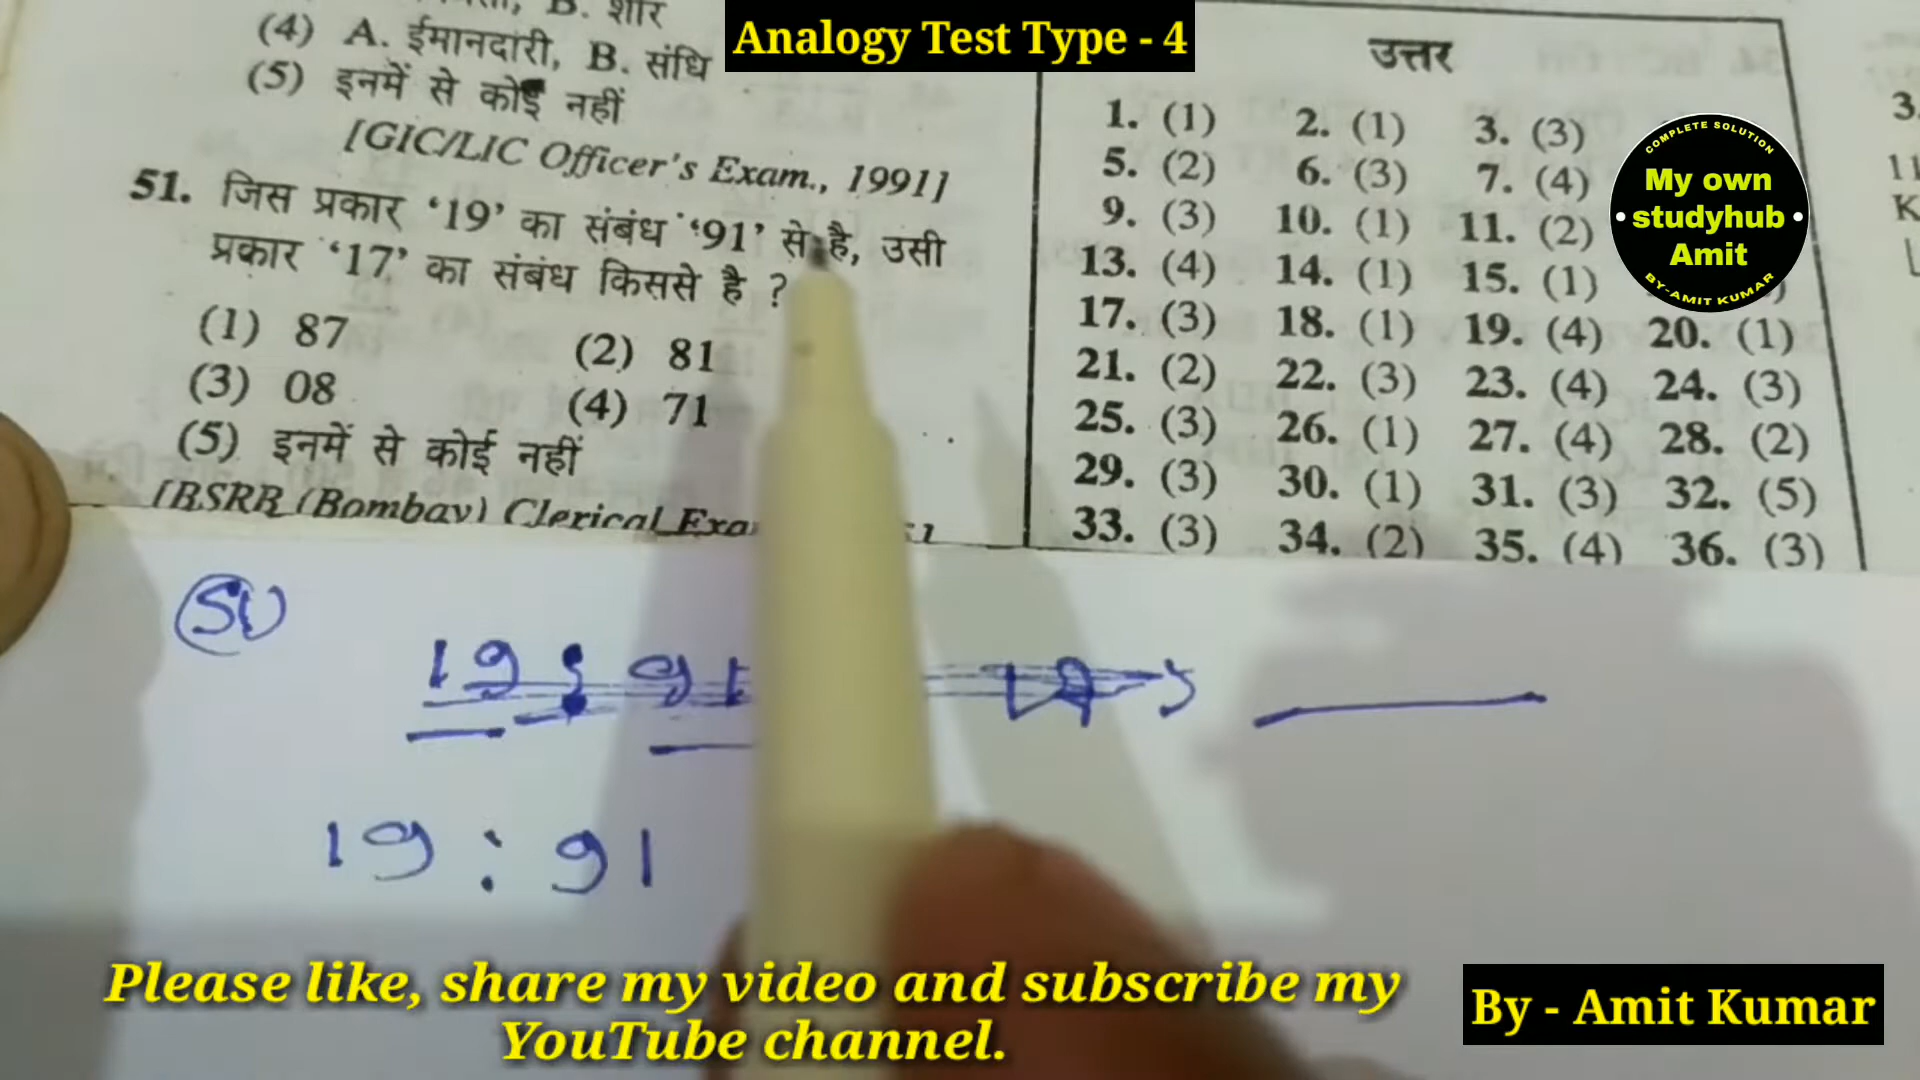 Analogy Test Type - 4
B. शोर
(4) A. ईमानदारी, B. संधि
(5) इनमें से कोई नहीं
[GIC/LIC Officer's Exam., 1991]
51. जिस प्रकार ‘19’ का संबंध ‘91’ से है, उसी
प्रकार ‘17’ का संबंध किससे है ?
(1) 87 (2) 81
(3) 08 (4) 71
(5) इनमें से कोई नहीं
[BSRB (Bombay) Clerical
उत्तर
1. (1) 2. (1) 3. (3)
5. (2) 6. (3) 7. (4)
9. (3) 10. (1) 11. (2)
13. (4) 14. (1) 15. (1)
17. (3) 18. (1) 19. (4) 20. (1)
21. (2) 22. (3) 23. (4) 24. (3)
25. (3) 26. (1) 27. (4) 28. (2)
29. (3) 30. (1) 31. (3) 32. (5)
33. (3) 34. (2) 35. (4) 36. (3)
COMPLETE SOLUTION
My own
studyhub
Amit
BY-AMIT KUMAR
3.
11
K
19 : 91
19 : 91
Please like, share my video and subscribe my
YouTube channel.
By - Amit Kumar